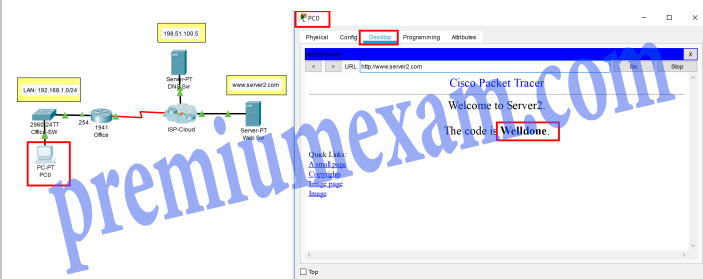 198.51.100.5
Server-PT
DNS Svr
LAN: 192.168.1.0/24
www.server2.com
2960-24TT
Office-SW
.254
1941
Office
ISP-Cloud
Server-PT
Web Svr
PC-PT
PC0
PC0
Physical Config Desktop Programming Attributes
Web Browser X
< > URL http://www.server2.com Go Stop
Cisco Packet Tracer
Welcome to Server2.
The code is Welldone.
Quick Links:
A small page
Copyrights
Image page
Image
Top
premiumexam.com